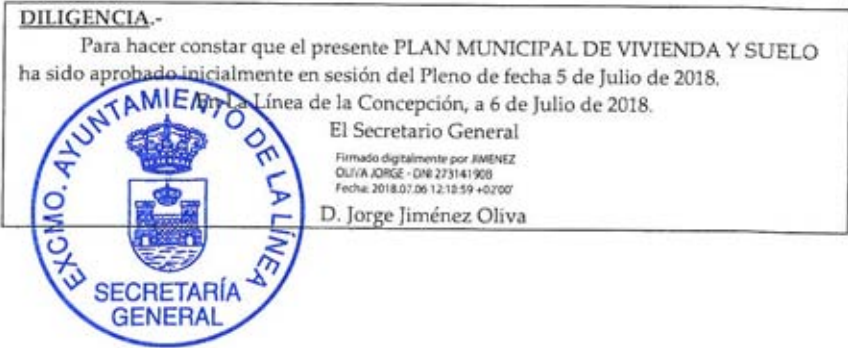 DILIGENCIA.-
Para hacer constar que el presente PLAN MUNICIPAL DE VIVIENDA Y SUELO
ha sido aprobado inicialmente en sesión del Pleno de fecha 5 de Julio de 2018.
En La Línea de la Concepción, a 6 de Julio de 2018.
El Secretario General
Firmado digitalmente por JIMENEZ
OLIVA JORGE - DNI 27314190B
Fecha: 2018.07.06 12:12:59 +02'00'
D. Jorge Jiménez Oliva
EXCMO. AYUNTAMIENTO DE LA LÍNEA
SECRETARÍA
GENERAL